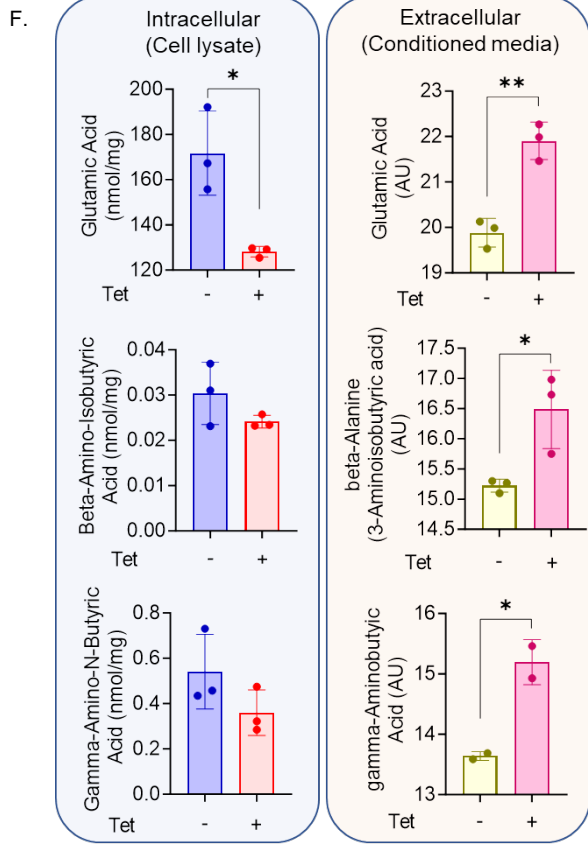 F.
Intracellular
(Cell lysate)
Glutamic Acid
(nmol/mg)
200
180
160
140
120
*
Tet - +
Beta-Amino-Isobutyric
Acid (nmol/mg)
0.04
0.03
0.02
0.01
0.00
Tet - +
Gamma-Amino-N-Butyric
Acid (nmol/mg)
0.8
0.6
0.4
0.2
0.0
Tet - +
Extracellular
(Conditioned media)
Glutamic Acid
(AU)
23
22
21
20
19
**
Tet - +
beta-Alanine
(3-Aminoisobutyric acid)
(AU)
17.5
16.5
15.5
15.0
14.5
*
Tet - +
gamma-Aminobutyic
Acid (AU)
16
15
14
13
*
Tet - +